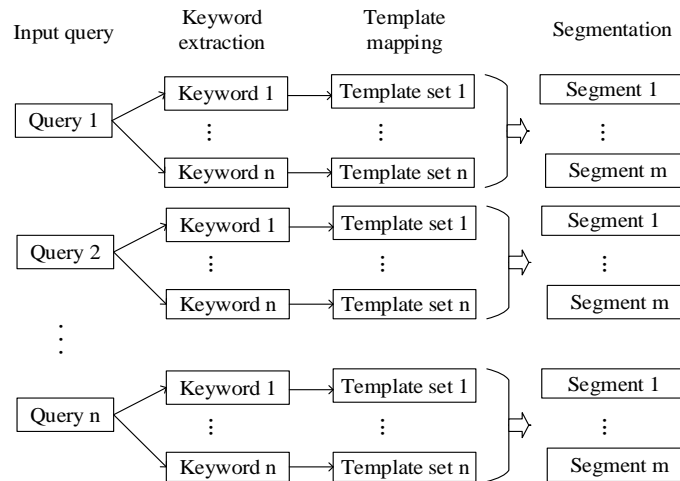 Input query
Keyword
extraction
Template
mapping
Segmentation
Query 1
Keyword 1
Template set 1
Segment 1
⋮
⋮
⋮
Keyword n
Template set n
Segment m
Query 2
Keyword 1
Template set 1
Segment 1
⋮
⋮
⋮
Keyword n
Template set n
Segment m
⋮
Query n
Keyword 1
Template set 1
Segment 1
⋮
⋮
⋮
Keyword n
Template set n
Segment m